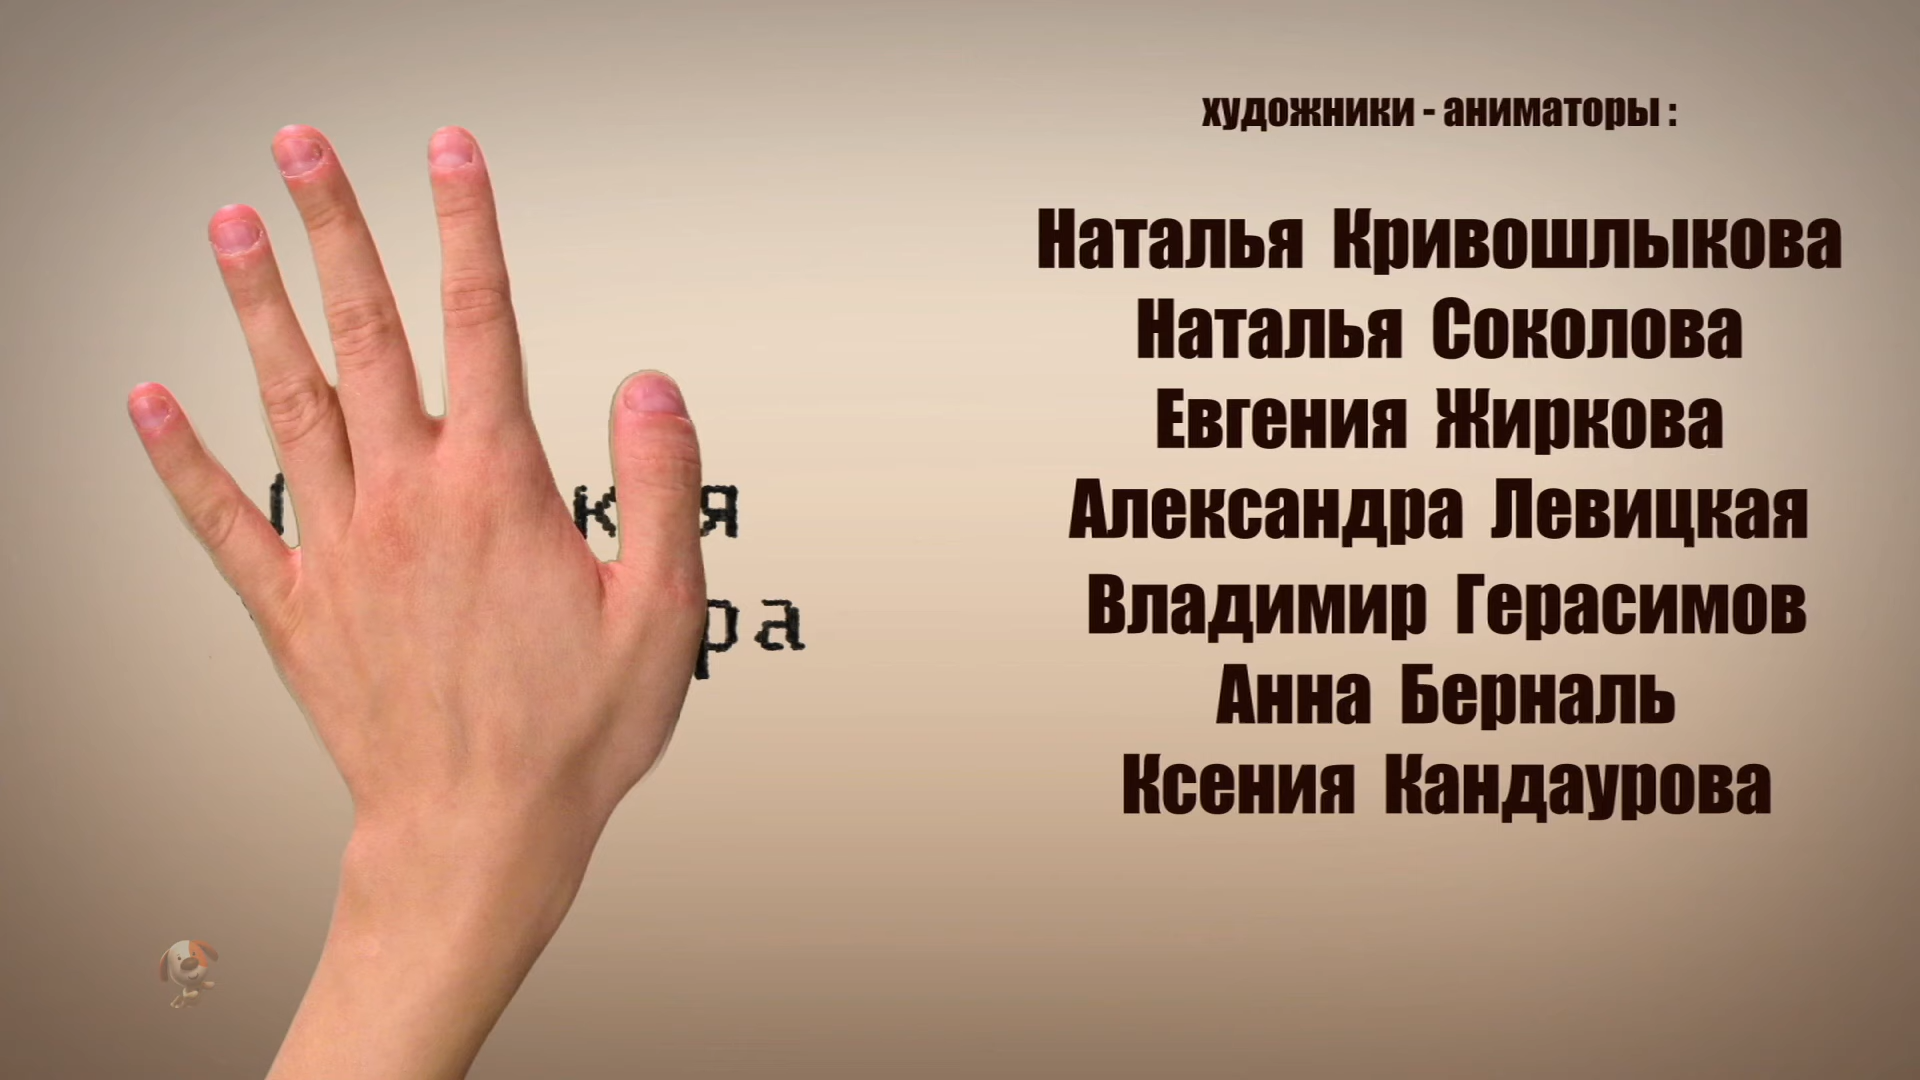 художники - аниматоры :
Наталья Кривошлыкова
Наталья Соколова
Евгения Жиркова
Александра Левицкая
Владимир Герасимов
Анна Берналь
Ксения Кандаурова